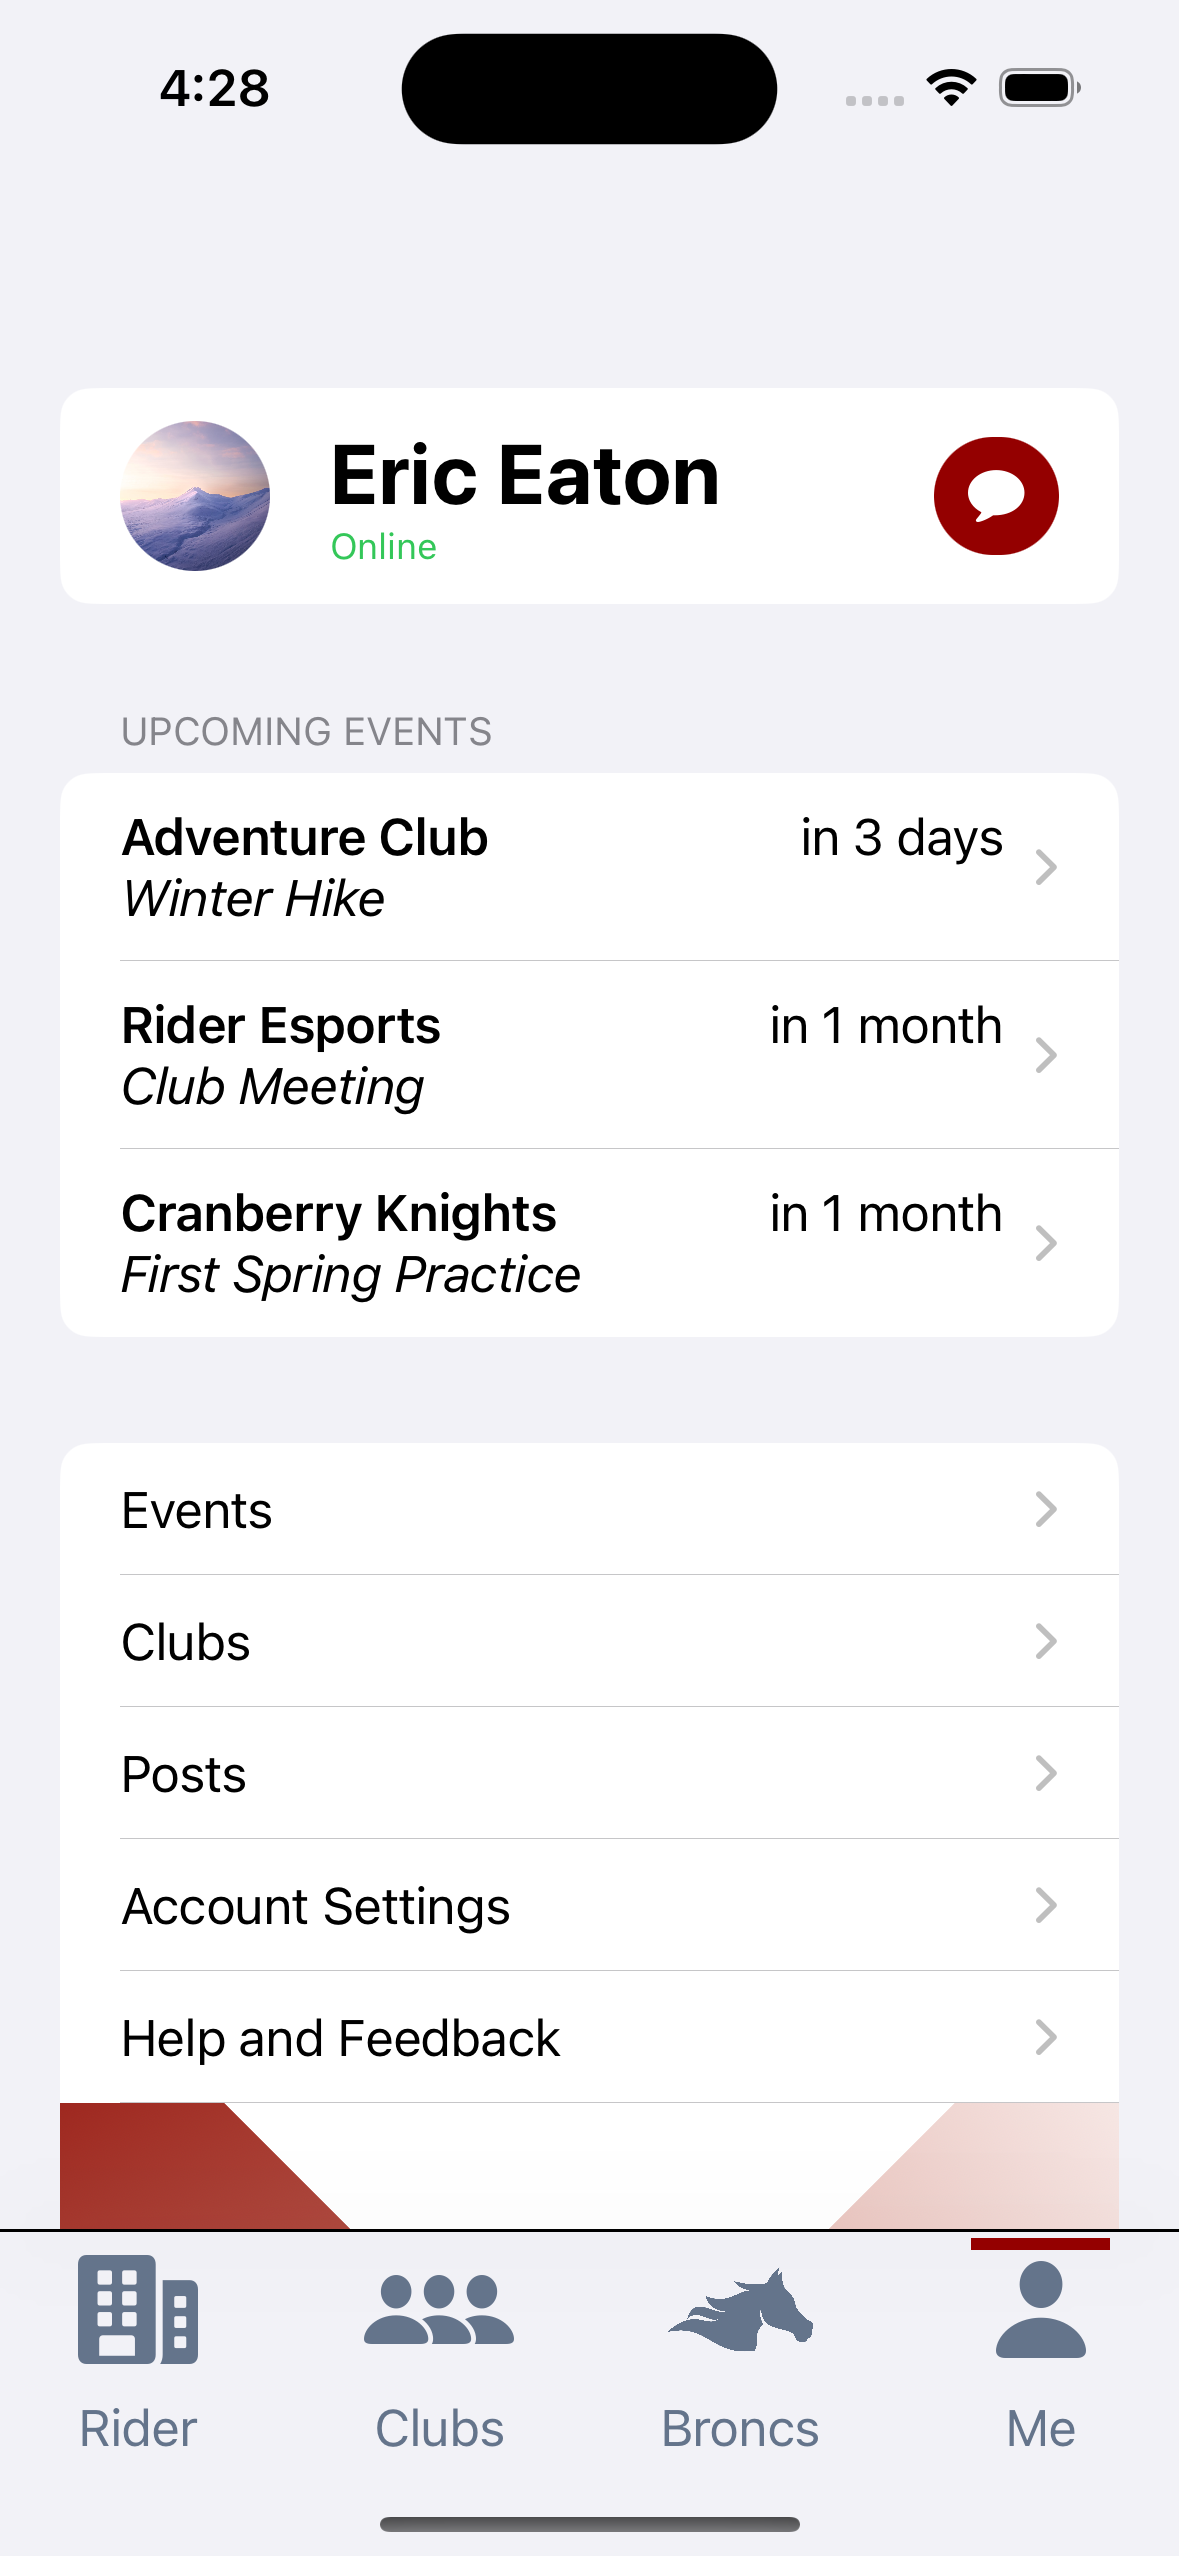 4:28
Eric Eaton
Online
UPCOMING EVENTS
Adventure Club in 3 days
Winter Hike
Rider Esports in 1 month
Club Meeting
Cranberry Knights in 1 month
First Spring Practice
Events
Clubs
Posts
Account Settings
Help and Feedback
Rider Clubs Broncs Me